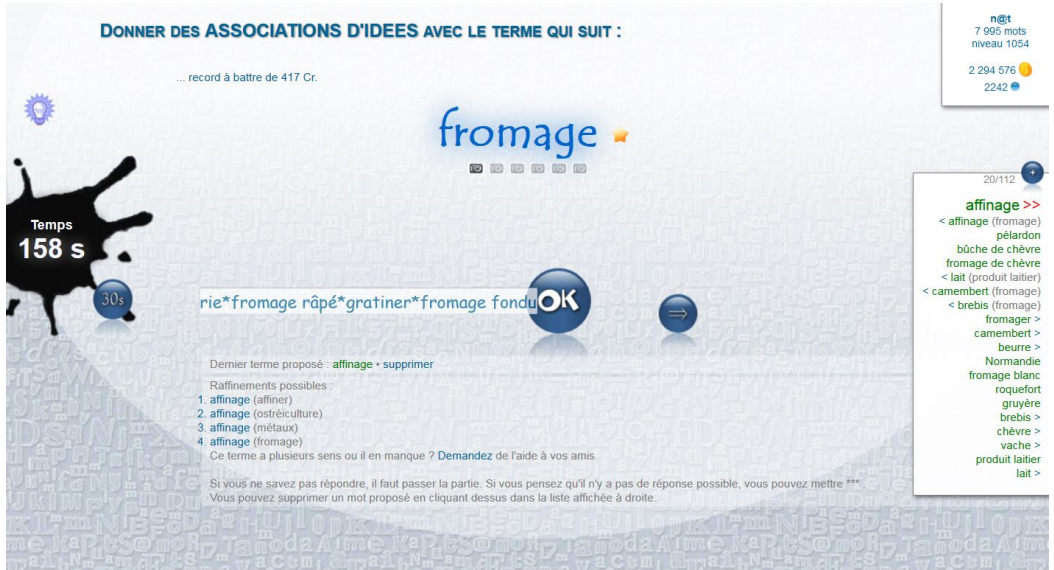 DONNER DES ASSOCIATIONS D'IDEES AVEC LE TERME QUI SUIT :
... record à battre de 417 Cr.
fromage
n@t
7 995 mots
niveau 1054
2 294 576
2242
Temps
158 s
30s
rie*fromage râpé*gratiner*fromage fondu
OK
⇒
Dernier terme proposé : affinage • supprimer
Raffinements possibles :
1. affinage (affiner)
2. affinage (ostréiculture)
3. affinage (métaux)
4. affinage (fromage)
Ce terme a plusieurs sens ou il en manque ? Demandez de l'aide à vos amis
Si vous ne savez pas répondre, il faut passer la partie. Si vous pensez qu'il n'y a pas de réponse possible, vous pouvez mettre *** .
Vous pouvez supprimer un mot proposé en cliquant dessus dans la liste affichée à droite.
20/112 +
affinage >>
< affinage (fromage)
pélardon
bûche de chèvre
fromage de chèvre
< lait (produit laitier)
< camembert (fromage)
< brebis (fromage)
fromager >
camembert >
beurre >
Normandie
fromage blanc
roquefort
gruyère
brebis >
chèvre >
vache >
produit laitier
lait >